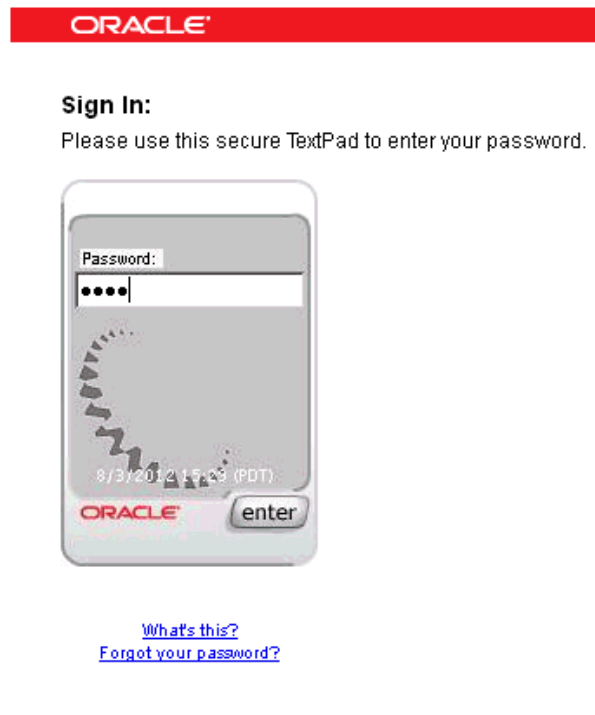 ORACLE
Sign In:
Please use this secure TextPad to enter your password.
Password:
••••
8/3/2012 15:29 (PDT)
ORACLE
enter
What's this?
Forgot your password?